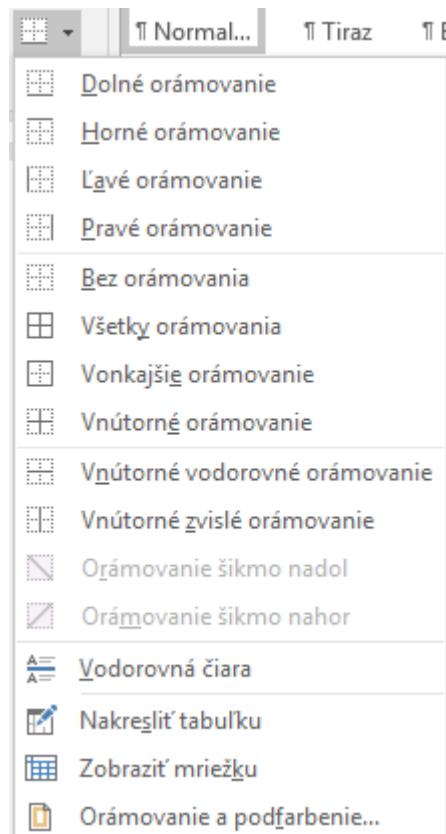 ¶ Normal... ¶ Tiraz ¶
Dolné orámovanie
Horné orámovanie
Ľavé orámovanie
Pravé orámovanie
Bez orámovania
Všetky orámovania
Vonkajšie orámovanie
Vnútorné orámovanie
Vnútorné vodorovné orámovanie
Vnútorné zvislé orámovanie
Orámovanie šikmo nadol
Orámovanie šikmo nahor
Vodorovná čiara
Nakresliť tabuľku
Zobraziť mriežku
Orámovanie a podfarbenie...